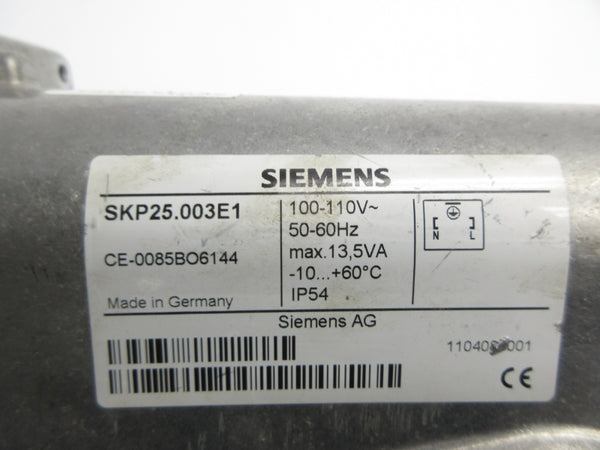 SIEMENS
SKP25.003E1
CE-0085BO6144
Made in Germany
100-110V~
50-60Hz
max.13,5VA
-10...+60°C
IP54
N L
Siemens AG
CE